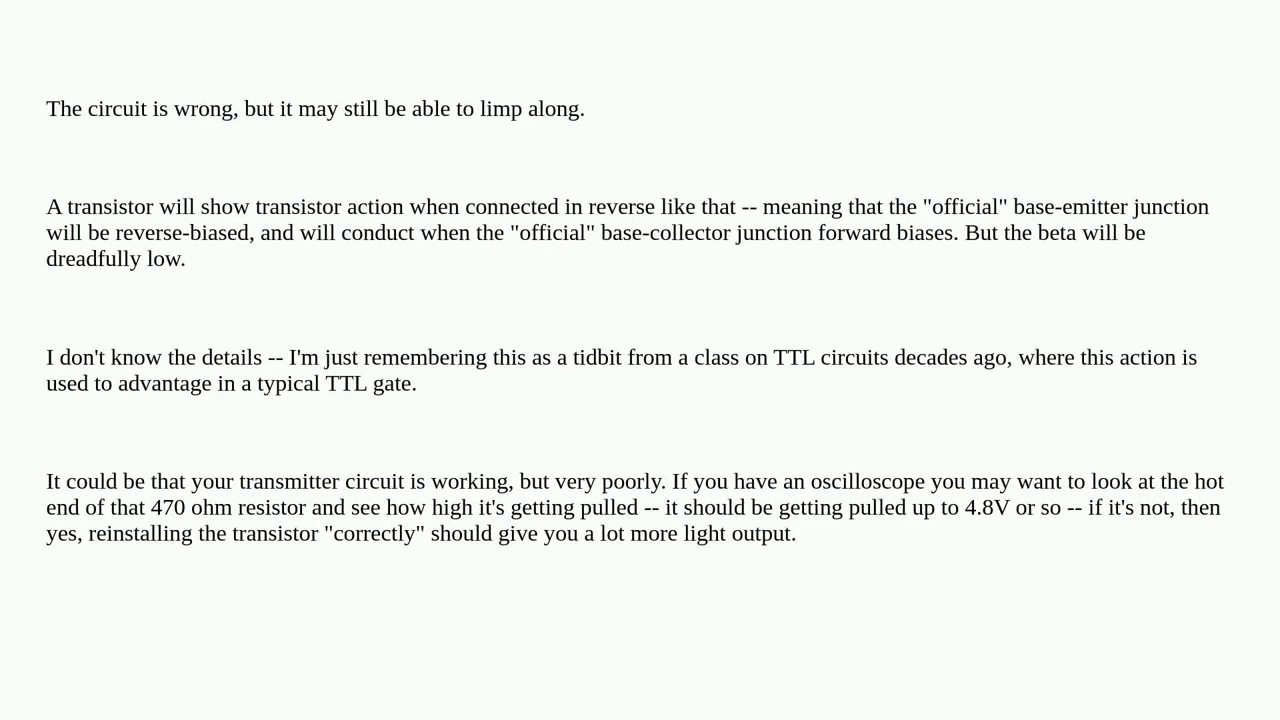 The circuit is wrong, but it may still be able to limp along.
A transistor will show transistor action when connected in reverse like that -- meaning that the "official" base-emitter junction
will be reverse-biased, and will conduct when the "official" base-collector junction forward biases. But the beta will be
dreadfully low.
I don't know the details -- I'm just remembering this as a tidbit from a class on TTL circuits decades ago, where this action is
used to advantage in a typical TTL gate.
It could be that your transmitter circuit is working, but very poorly. If you have an oscilloscope you may want to look at the hot
end of that 470 ohm resistor and see how high it's getting pulled -- it should be getting pulled up to 4.8V or so -- if it's not, then
yes, reinstalling the transistor "correctly" should give you a lot more light output.